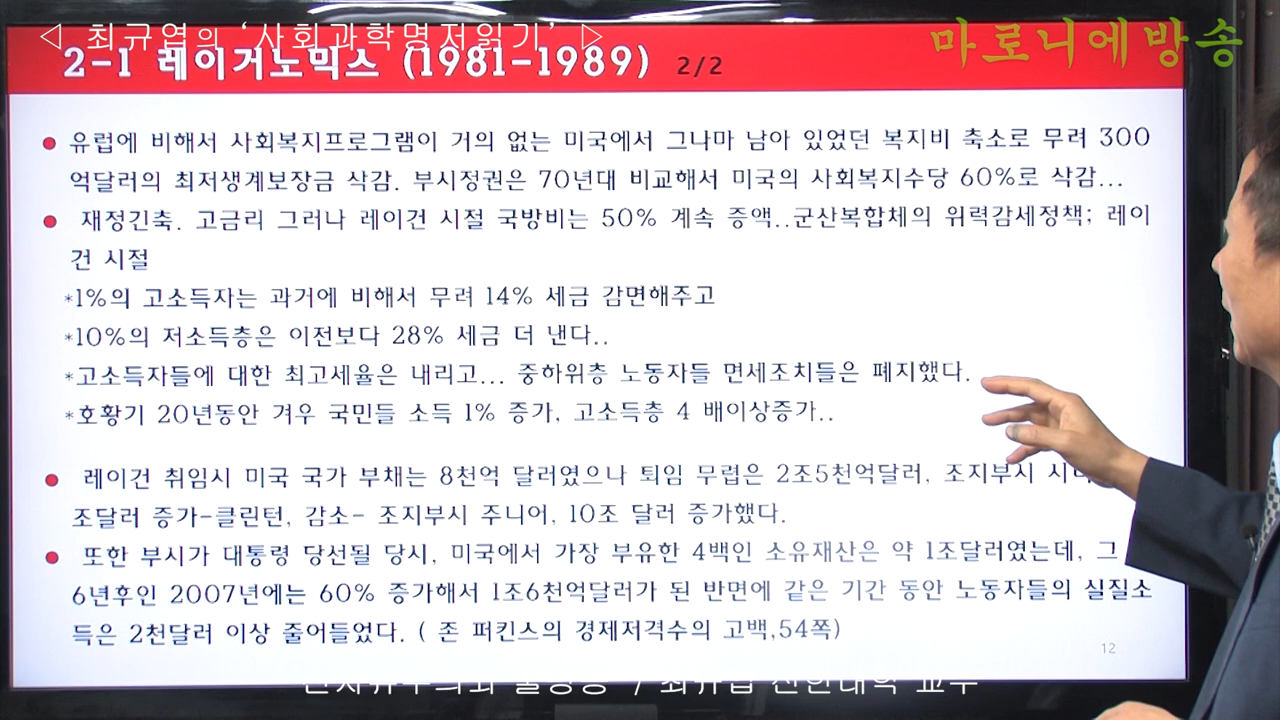 ◁ 최규엽의 '사회과학명저읽기' ▷
마로니에방송
2-1 레이거노믹스 (1981-1989) 2/2
● 유럽에 비해서 사회복지프로그램이 거의 없는 미국에서 그나마 남아 있었던 복지비 축소로 무려 300
억달러의 최저생계보장금 삭감. 부시정권은 70년대 비교해서 미국의 사회복지수당 60%로 삭감...
● 재정긴축. 고금리 그러나 레이건 시절 국방비는 50% 계속 증액..군산복합체의 위력감세정책; 레이
건 시절
*1%의 고소득자는 과거에 비해서 무려 14% 세금 감면해주고
*10%의 저소득층은 이전보다 28% 세금 더 낸다..
*고소득자들에 대한 최고세율은 내리고... 중하위층 노동자들 면세조치들은 폐지했다.
*호황기 20년동안 겨우 국민들 소득 1% 증가, 고소득층 4 배이상증가..
● 레이건 취임시 미국 국가 부채는 8천억 달러였으나 퇴임 무렵은 2조5천억달러, 조지부시
조달러 증가-클린턴, 감소- 조지부시 주니어, 10조 달러 증가했다.
● 또한 부시가 대통령 당선될 당시, 미국에서 가장 부유한 4백인 소유재산은 약 1조달러였는데, 그
6년후인 2007년에는 60% 증가해서 1조6천억달러가 된 반면에 같은 기간 동안 노동자들의 실질소
득은 2천달러 이상 줄어들었다. ( 존 퍼킨스의 경제저격수의 고백,54쪽)
12
/ 최규엽 신한대학 교수